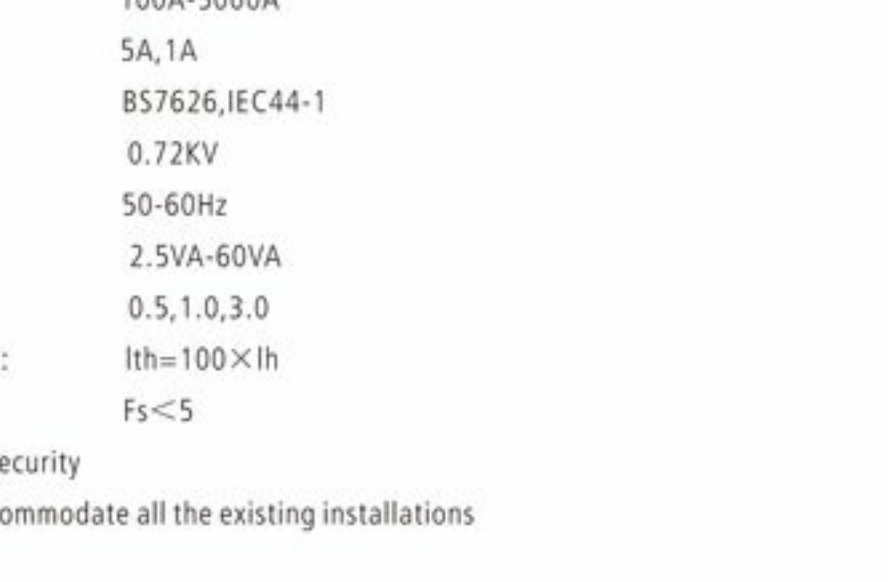 5A,1A
BS7626,IEC44-1
0.72KV
50-60Hz
2.5VA-60VA
0.5,1.0,3.0
: Ith=100×Ih
Fs<5
ecurity
ommodate all the existing installations